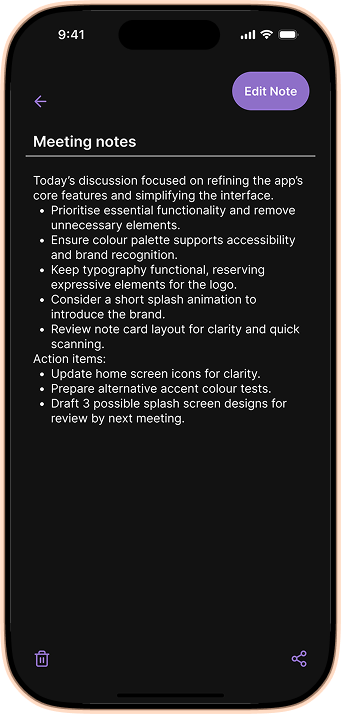 9:41
Edit Note
Meeting notes
Today’s discussion focused on refining the app’s
core features and simplifying the interface.
• Prioritise essential functionality and remove
unnecessary elements.
• Ensure colour palette supports accessibility
and brand recognition.
• Keep typography functional, reserving
expressive elements for the logo.
• Consider a short splash animation to
introduce the brand.
• Review note card layout for clarity and quick
scanning.
Action items:
• Update home screen icons for clarity.
• Prepare alternative accent colour tests.
• Draft 3 possible splash screen designs for
review by next meeting.